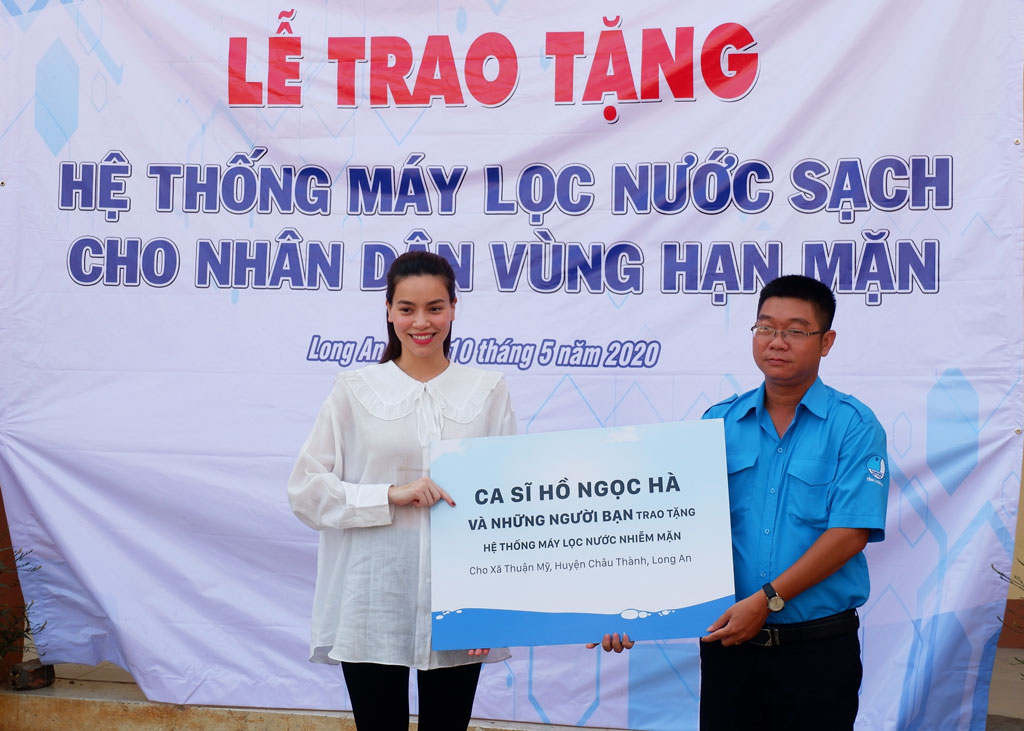 LỄ TRAO TẶNG
HỆ THỐNG MÁY LỌC NƯỚC SẠCH
CHO NHÂN DÂN VÙNG HẠN MẶN
Long An 10 tháng 5 năm 2020
CA SĨ HỒ NGỌC HÀ
VÀ NHỮNG NGƯỜI BẠN TRAO TẶNG
HỆ THỐNG MÁY LỌC NƯỚC NHIỄM MẶN
Cho Xã Thuận Mỹ, Huyện Châu Thành, Long An